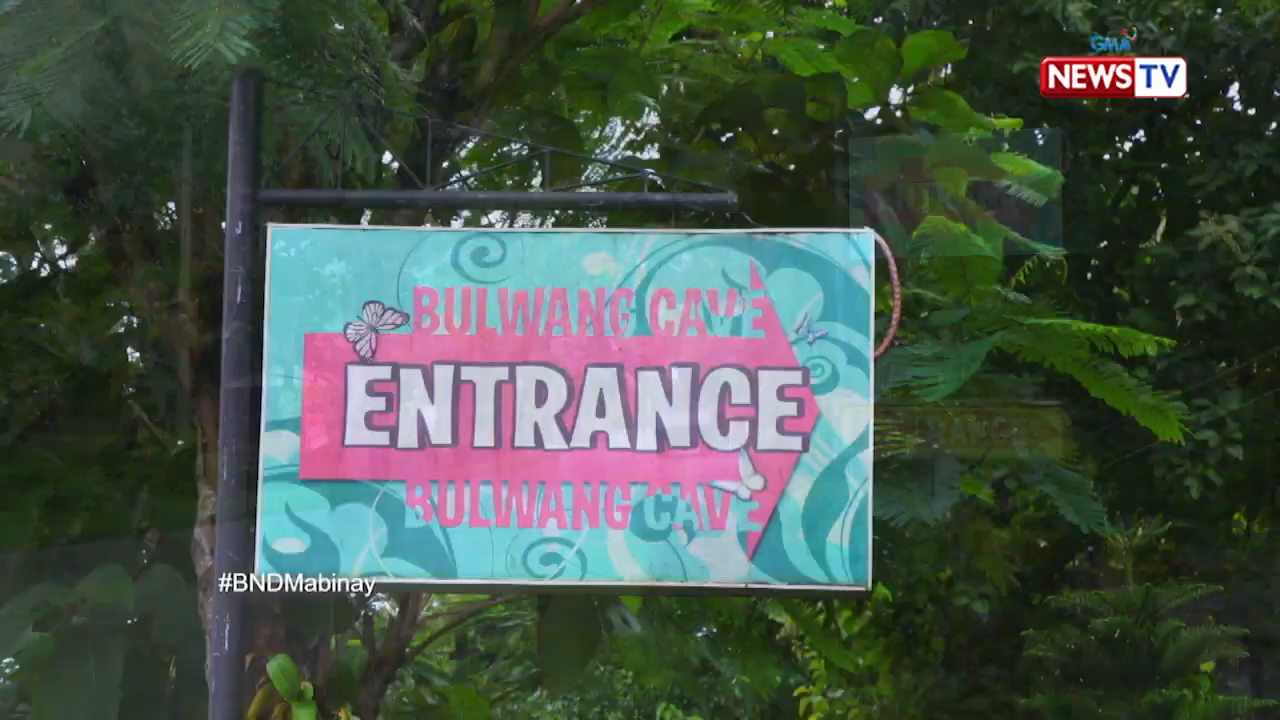 GMA
NEWS TV
BULWANG CAVE
ENTRANCE
BULWANG CAVE
#BNDMabinay